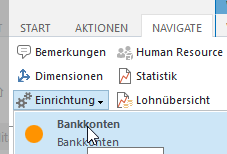 START AKTIONEN NAVIGATE
Bemerkungen Human Resource
Dimensionen Statistik
Einrichtung Lohnübersicht
Bankkonten
Bankkonten